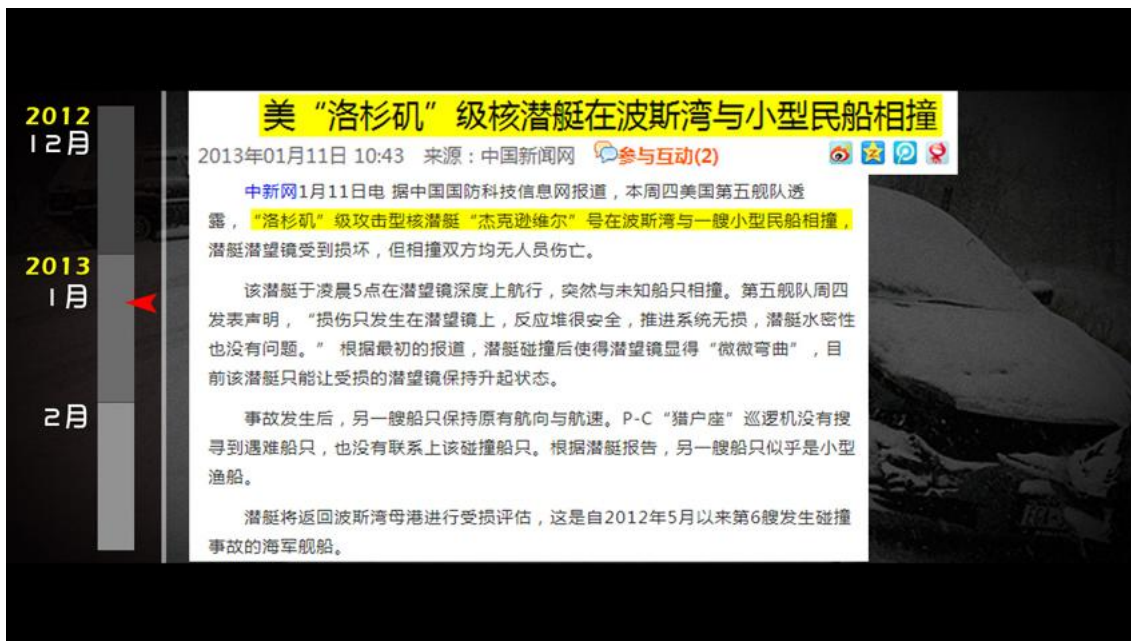 2012
12月
2013
1月
2月
美“洛杉矶”级核潜艇在波斯湾与小型民船相撞
2013年01月11日 10:43 来源：中国新闻网 参与互动(2)
中新网1月11日电 据中国国防科技信息网报道，本周四美国第五舰队透
露，“洛杉矶”级攻击型核潜艇“杰克逊维尔”号在波斯湾与一艘小型民船相撞，
潜艇潜望镜受到损坏，但相撞双方均无人员伤亡。
该潜艇于凌晨5点在潜望镜深度上航行，突然与未知船只相撞。第五舰队周四
发表声明，“损伤只发生在潜望镜上，反应堆很安全，推进系统无损，潜艇水密性
也没有问题。” 根据最初的报道，潜艇碰撞后使得潜望镜显得“微微弯曲”，目
前该潜艇只能让受损的潜望镜保持升起状态。
事故发生后，另一艘船只保持原有航向与航速。P-C“猎户座”巡逻机没有搜
寻到遇难船只，也没有联系上该碰撞船只。根据潜艇报告，另一艘船只似乎是小型
渔船。
潜艇将返回波斯湾母港进行受损评估，这是自2012年5月以来第6艘发生碰撞
事故的海军舰船。